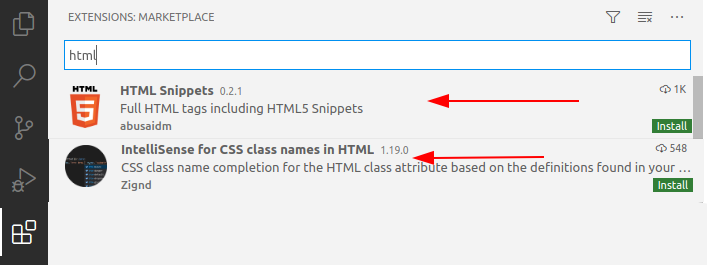 EXTENSIONS: MARKETPLACE
html
HTML
5
HTML Snippets 0.2.1 1K
Full HTML tags including HTML5 Snippets
abusaidm Install
IntelliSense for CSS class names in HTML 1.19.0 548
CSS class name completion for the HTML class attribute based on the definitions found in your ...
Zignd Install